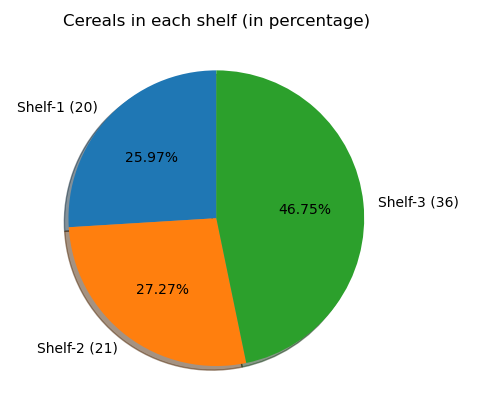 Cereals in each shelf (in percentage)
Shelf-1 (20)
25.97%
46.75%
Shelf-3 (36)
27.27%
Shelf-2 (21)